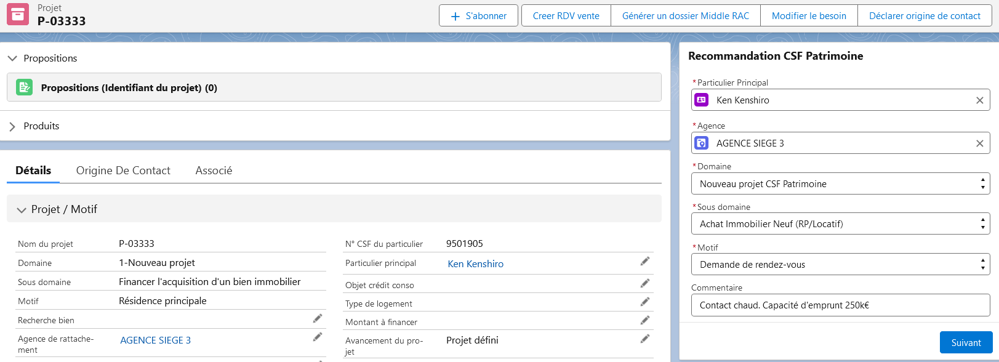 Projet
P-03333
S'abonner
Creer RDV vente
Générer un dossier Middle RAC
Modifier le besoin
Déclarer origine de contact
Propositions
Propositions (Identifiant du projet) (0)
Produits
Détails
Origine De Contact
Associé
Projet / Motif
Nom du projet P-03333
Domaine 1-Nouveau projet
Sous domaine Financer l'acquisition d'un bien immobilier
Motif Résidence principale
Recherche bien
Agence de rattache-
ment AGENCE SIEGE 3
N° CSF du particulier 9501905
Particulier principal Ken Kenshiro
Objet crédit conso
Type de logement
Montant à financer
Avancement du pro-
jet Projet défini
Recommandation CSF Patrimoine
*Particulier Principal
Ken Kenshiro
*Agence
AGENCE SIEGE 3
*Domaine
Nouveau projet CSF Patrimoine
*Sous domaine
Achat Immobilier Neuf (RP/Locatif)
*Motif
Demande de rendez-vous
Commentaire
Contact chaud. Capacité d'emprunt 250k€
Suivant